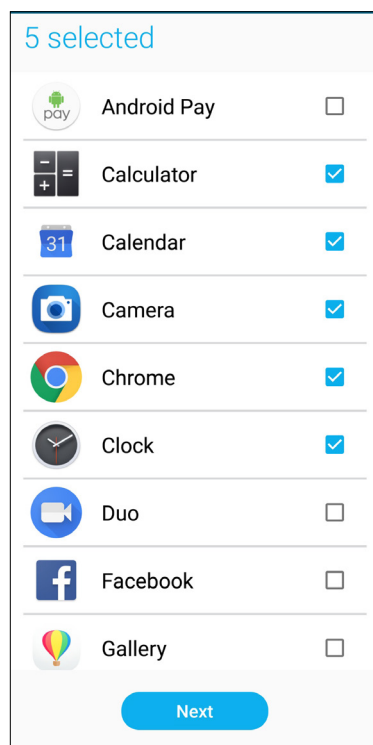 5 selected
pay
Android Pay
Calculator
31
Calendar
Camera
Chrome
Clock
Duo
f
Facebook
Gallery
Next